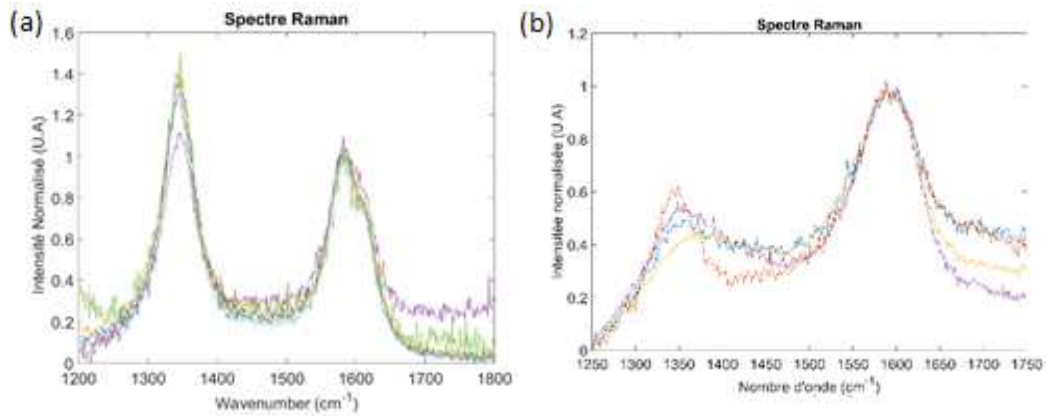 (a)
Spectre Raman
Intensité Normalisé (U.A)
1.6
1.4
1.2
1
0.8
0.6
0.4
0.2
0
1200 1300 1400 1500 1600 1700 1800
Wavenumber (cm⁻¹)
(b)
Spectre Raman
Intensitée normalisée (U.A)
1.2
1
0.8
0.6
0.4
0.2
0
1250 1300 1350 1400 1450 1500 1550 1600 1650 1700 1750
Nombre d'onde (cm⁻¹)